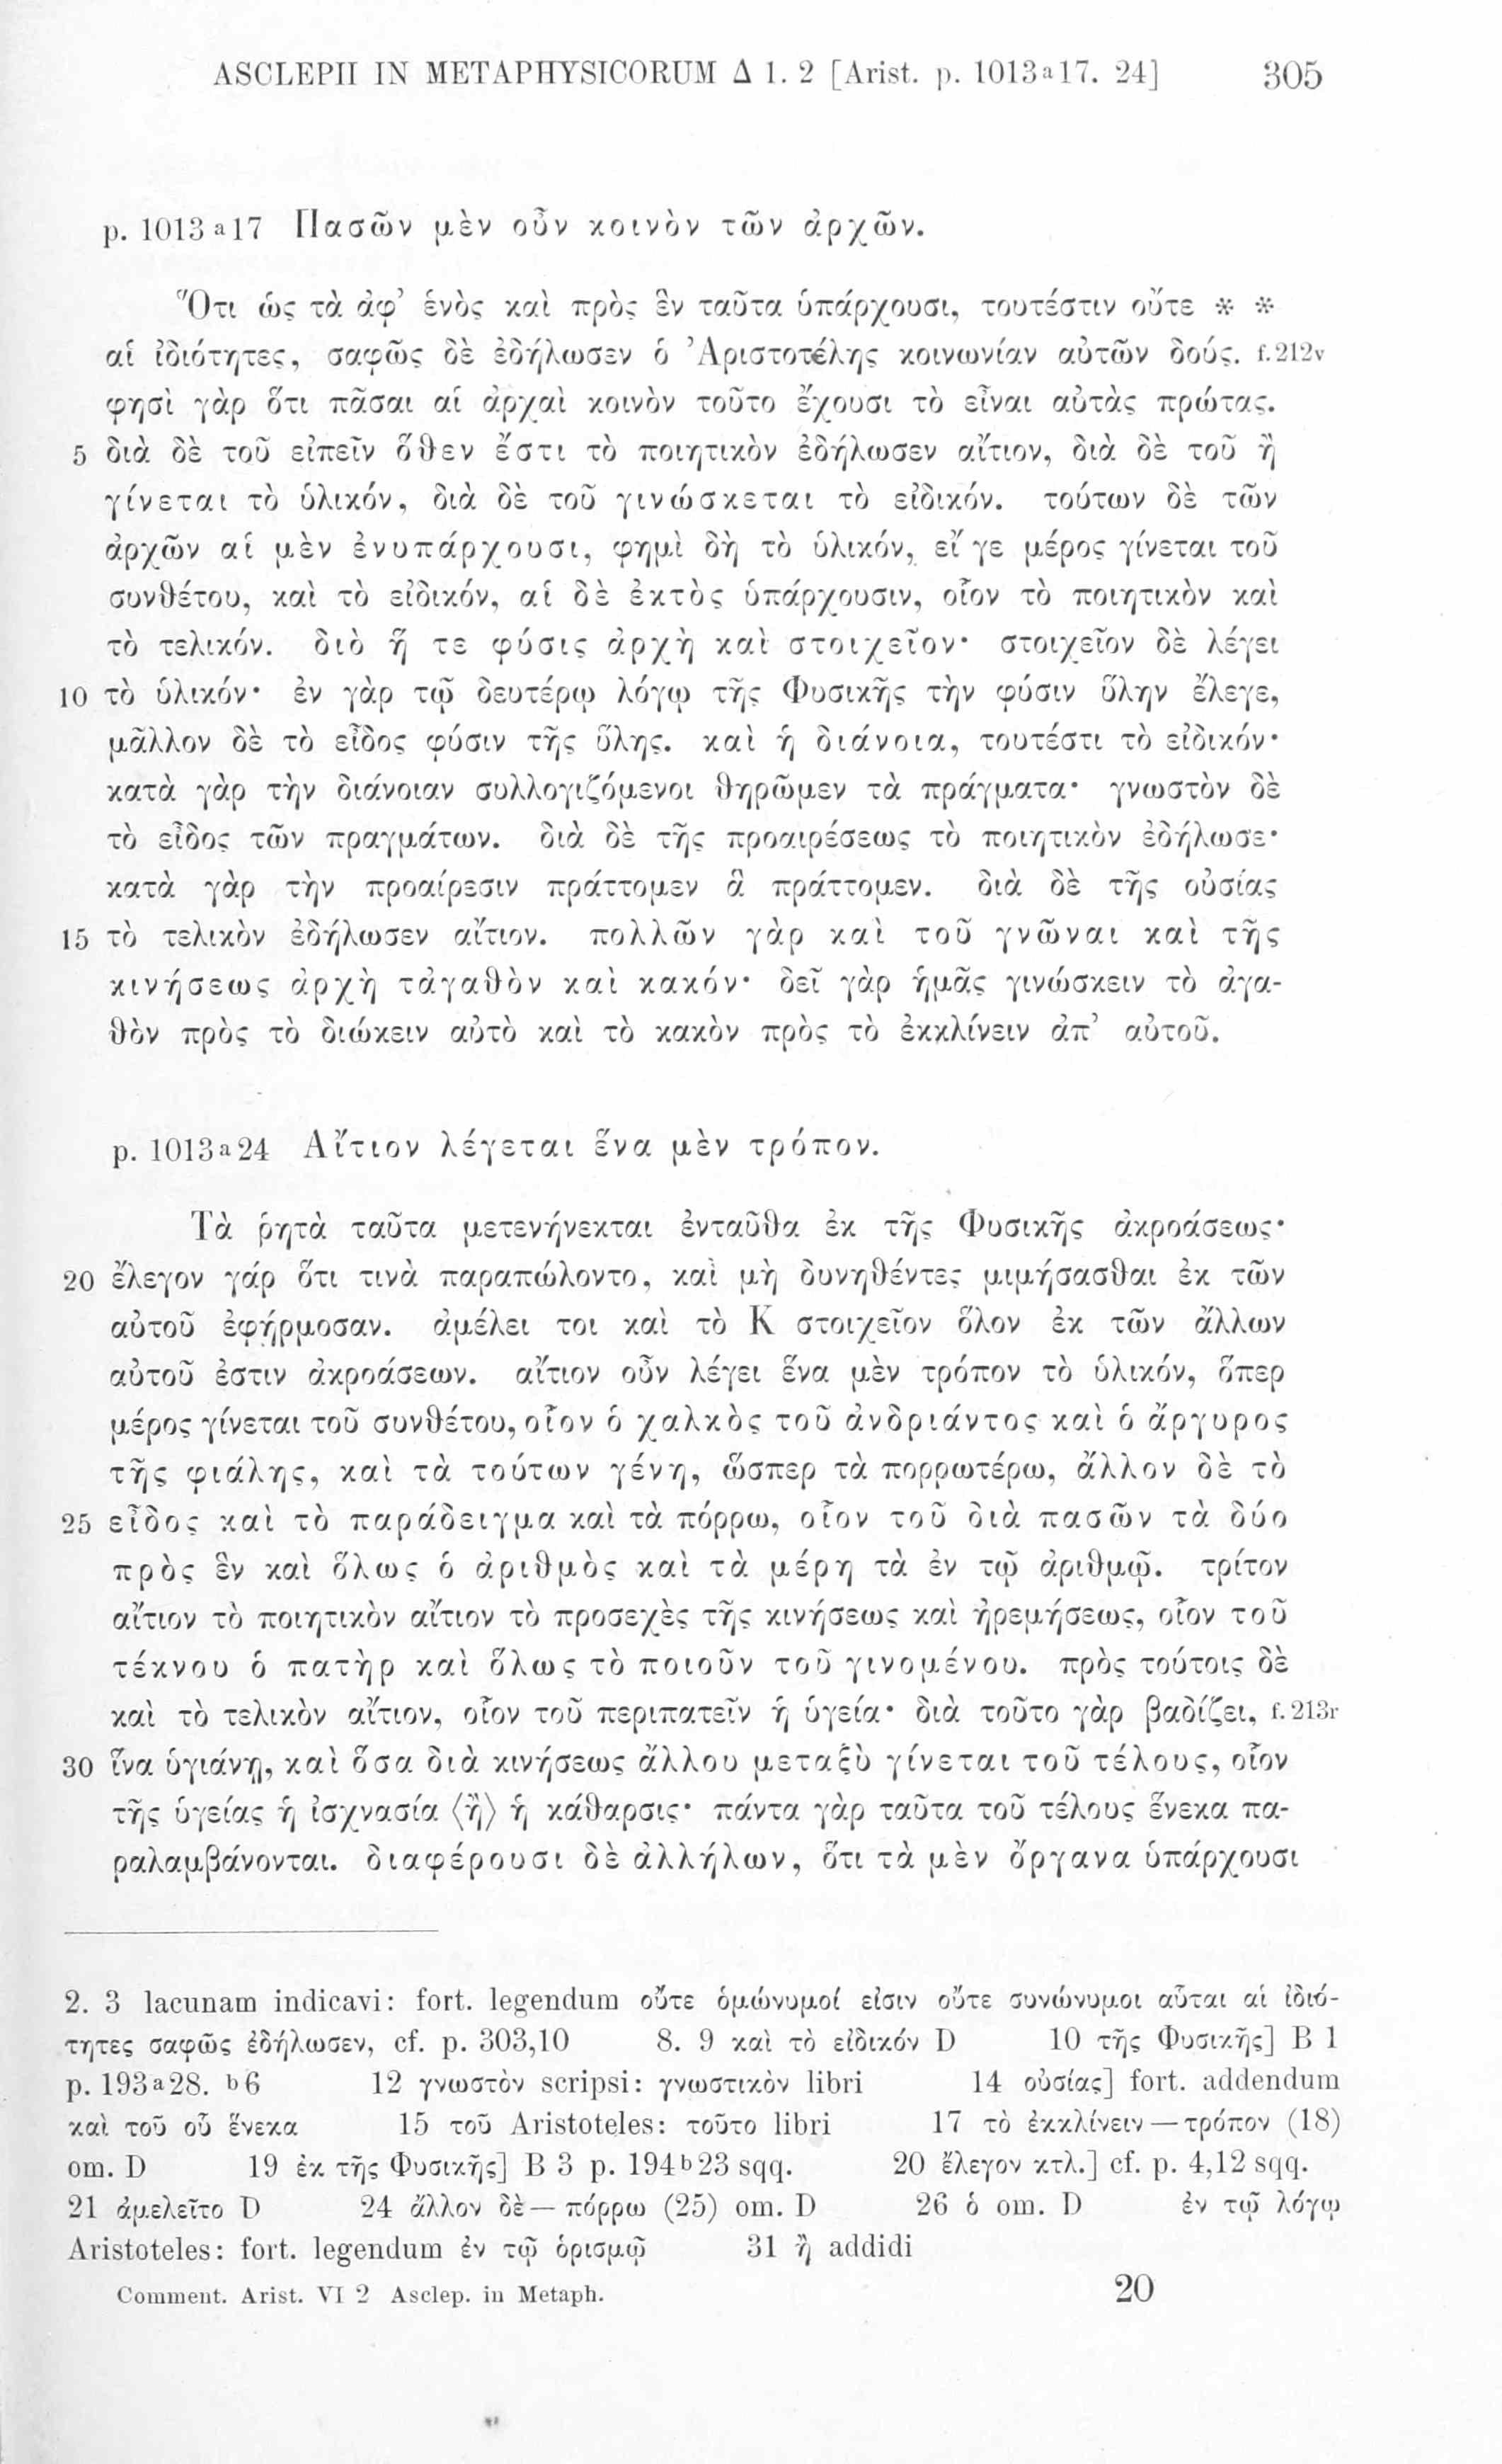 ASCLEPII IN METAPHYSICORUM Δ 1. 2 [Arist. p. 1013a17. 24] 305
p. 1013a17 Πασῶν μὲν οὖν κοινὸν τῶν ἀρχῶν.
Ὅτι ὡς τὰ ἀφ’ ἑνὸς καὶ πρὸς ἓν ταῦτα ὑπάρχουσι, τουτέστιν οὔτε * *
αἱ ἰδιότητες, σαφῶς δὲ ἐδήλωσεν ὁ Ἀριστοτέλης κοινωνίαν αὐτῶν δούς. f.212v
φησὶ γὰρ ὅτι πᾶσαι αἱ ἀρχαὶ κοινὸν τοῦτο ἔχουσι τὸ εἶναι αὐτὰς πρώτας.
5 διὰ δὲ τοῦ εἰπεῖν ὅθεν ἔστι τὸ ποιητικὸν ἐδήλωσεν αἴτιον, διὰ δὲ τοῦ ἢ
γίνεται τὸ ὑλικόν, διὰ δὲ τοῦ γινώσκεται τὸ εἰδικόν. τούτων δὲ τῶν
ἀρχῶν αἱ μὲν ἐνυπάρχουσι, φημὶ δὴ τὸ ὑλικόν, εἴ γε μέρος γίνεται τοῦ
συνθέτου, καὶ τὸ εἰδικόν, αἱ δὲ ἐκτὸς ὑπάρχουσιν, οἷον τὸ ποιητικὸν καὶ
τὸ τελικόν. διὸ ἥ τε φύσις ἀρχὴ καὶ στοιχεῖον· στοιχεῖον δὲ λέγει
10 τὸ ὑλικόν· ἐν γὰρ τῷ δευτέρῳ λόγῳ τῆς Φυσικῆς τὴν φύσιν ὕλην ἔλεγε,
μᾶλλον δὲ τὸ εἶδος φύσιν τῆς ὕλης. καὶ ἡ διάνοια, τουτέστι τὸ εἰδικόν·
κατὰ γὰρ τὴν διάνοιαν συλλογιζόμενοι θηρῶμεν τὰ πράγματα· γνωστὸν δὲ
τὸ εἶδος τῶν πραγμάτων. διὰ δὲ τῆς προαιρέσεως τὸ ποιητικὸν ἐδήλωσε·
κατὰ γὰρ τὴν προαίρεσιν πράττομεν ἃ πράττομεν. διὰ δὲ τῆς οὐσίας
15 τὸ τελικὸν ἐδήλωσεν αἴτιον. πολλῶν γὰρ καὶ τοῦ γνῶναι καὶ τῆς
κινήσεως ἀρχὴ τἀγαθὸν καὶ κακόν· δεῖ γὰρ ἡμᾶς γινώσκειν τὸ ἀγα-
θὸν πρὸς τὸ διώκειν αὐτὸ καὶ τὸ κακὸν πρὸς τὸ ἐκκλίνειν ἀπ’ αὐτοῦ.
p. 1013a24 Αἴτιον λέγεται ἕνα μὲν τρόπον.
Τὰ ῥητὰ ταῦτα μετενήνεκται ἐνταῦθα ἐκ τῆς Φυσικῆς ἀκροάσεως·
20 ἔλεγον γάρ ὅτι τινὰ παραπώλοντο, καὶ μὴ δυνηθέντες μιμήσασθαι ἐκ τῶν
αὐτοῦ ἐφήρμοσαν. ἀμέλει τοι καὶ τὸ Κ στοιχεῖον ὅλον ἐκ τῶν ἄλλων
αὐτοῦ ἐστιν ἀκροάσεων. αἴτιον οὖν λέγει ἕνα μὲν τρόπον τὸ ὑλικόν, ὅπερ
μέρος γίνεται τοῦ συνθέτου, οἷον ὁ χαλκὸς τοῦ ἀνδριάντος καὶ ὁ ἄργυρος
τῆς φιάλης, καὶ τὰ τούτων γένη, ὥσπερ τὰ πορρωτέρω, ἄλλον δὲ τὸ
25 εἶδος καὶ τὸ παράδειγμα καὶ τὰ πόρρω, οἷον τοῦ διὰ πασῶν τὰ δύο
πρὸς ἓν καὶ ὅλως ὁ ἀριθμὸς καὶ τὰ μέρη τὰ ἐν τῷ ἀριθμῷ. τρίτον
αἴτιον τὸ ποιητικὸν αἴτιον τὸ προσεχὲς τῆς κινήσεως καὶ ἠρεμήσεως, οἷον τοῦ
τέκνου ὁ πατὴρ καὶ ὅλως τὸ ποιοῦν τοῦ γινομένου. πρὸς τούτοις δὲ
καὶ τὸ τελικὸν αἴτιον, οἷον τοῦ περιπατεῖν ἡ ὑγεία· διὰ τοῦτο γὰρ βαδίζει, f.213r
30 ἵνα ὑγιάνῃ, καὶ ὅσα διὰ κινήσεως ἄλλου μεταξὺ γίνεται τοῦ τέλους, οἷον
τῆς ὑγείας ἡ ἰσχνασία ⟨ἢ⟩ ἡ κάθαρσις· πάντα γὰρ ταῦτα τοῦ τέλους ἕνεκα πα-
ραλαμβάνονται. διαφέρουσι δὲ ἀλλήλων, ὅτι τὰ μὲν ὄργανα ὑπάρχουσι
2. 3 lacunam indicavi: fort. legendum οὔτε ὁμώνυμοί εἰσιν οὔτε συνώνυμοι αὗται αἱ ἰδιό-
τητες σαφῶς ἐδήλωσεν, cf. p. 303,10 8. 9 καὶ τὸ εἰδικόν D 10 τῆς Φυσικῆς] B 1
p. 193a28. b6 12 γνωστὸν scripsi: γνωστικὸν libri 14 οὐσίας] fort. addendum
καὶ τοῦ οὗ ἕνεκα 15 τοῦ Aristoteles: τοῦτο libri 17 τὸ ἐκκλίνειν — τρόπον (18)
om. D 19 ἐκ τῆς Φυσικῆς] B 3 p. 194b23 sqq. 20 ἔλεγον κτλ.] cf. p. 4,12 sqq.
21 ἀμελεῖτο D 24 ἄλλον δὲ — πόρρω (25) om. D 26 ὁ om. D ἐν τῷ λόγῳ
Aristoteles: fort. legendum ἐν τῷ ὁρισμῷ 31 ἢ addidi
Comment. Arist. VI 2 Asclep. in Metaph. 20